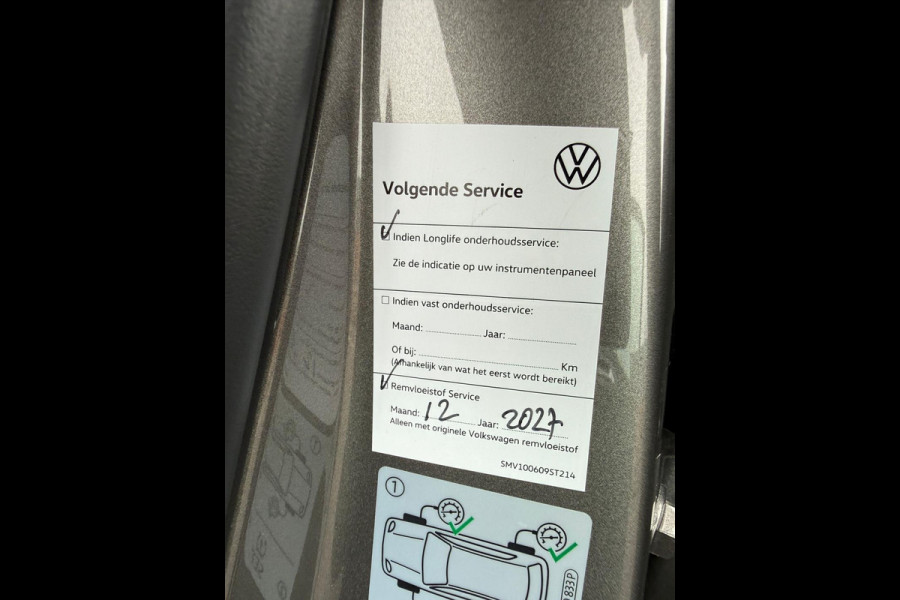 VW
Volgende Service
Indien Longlife onderhoudsservice:
Zie de indicatie op uw instrumentenpaneel
Indien vast onderhoudsservice:
Maand: Jaar:
Of bij: Km
(Afhankelijk van wat het eerst wordt bereikt)
Remvloeistof Service
Maand: 12 Jaar: 2027
Alleen met originele Volkswagen remvloeistof
SMV100609ST214
1
833P